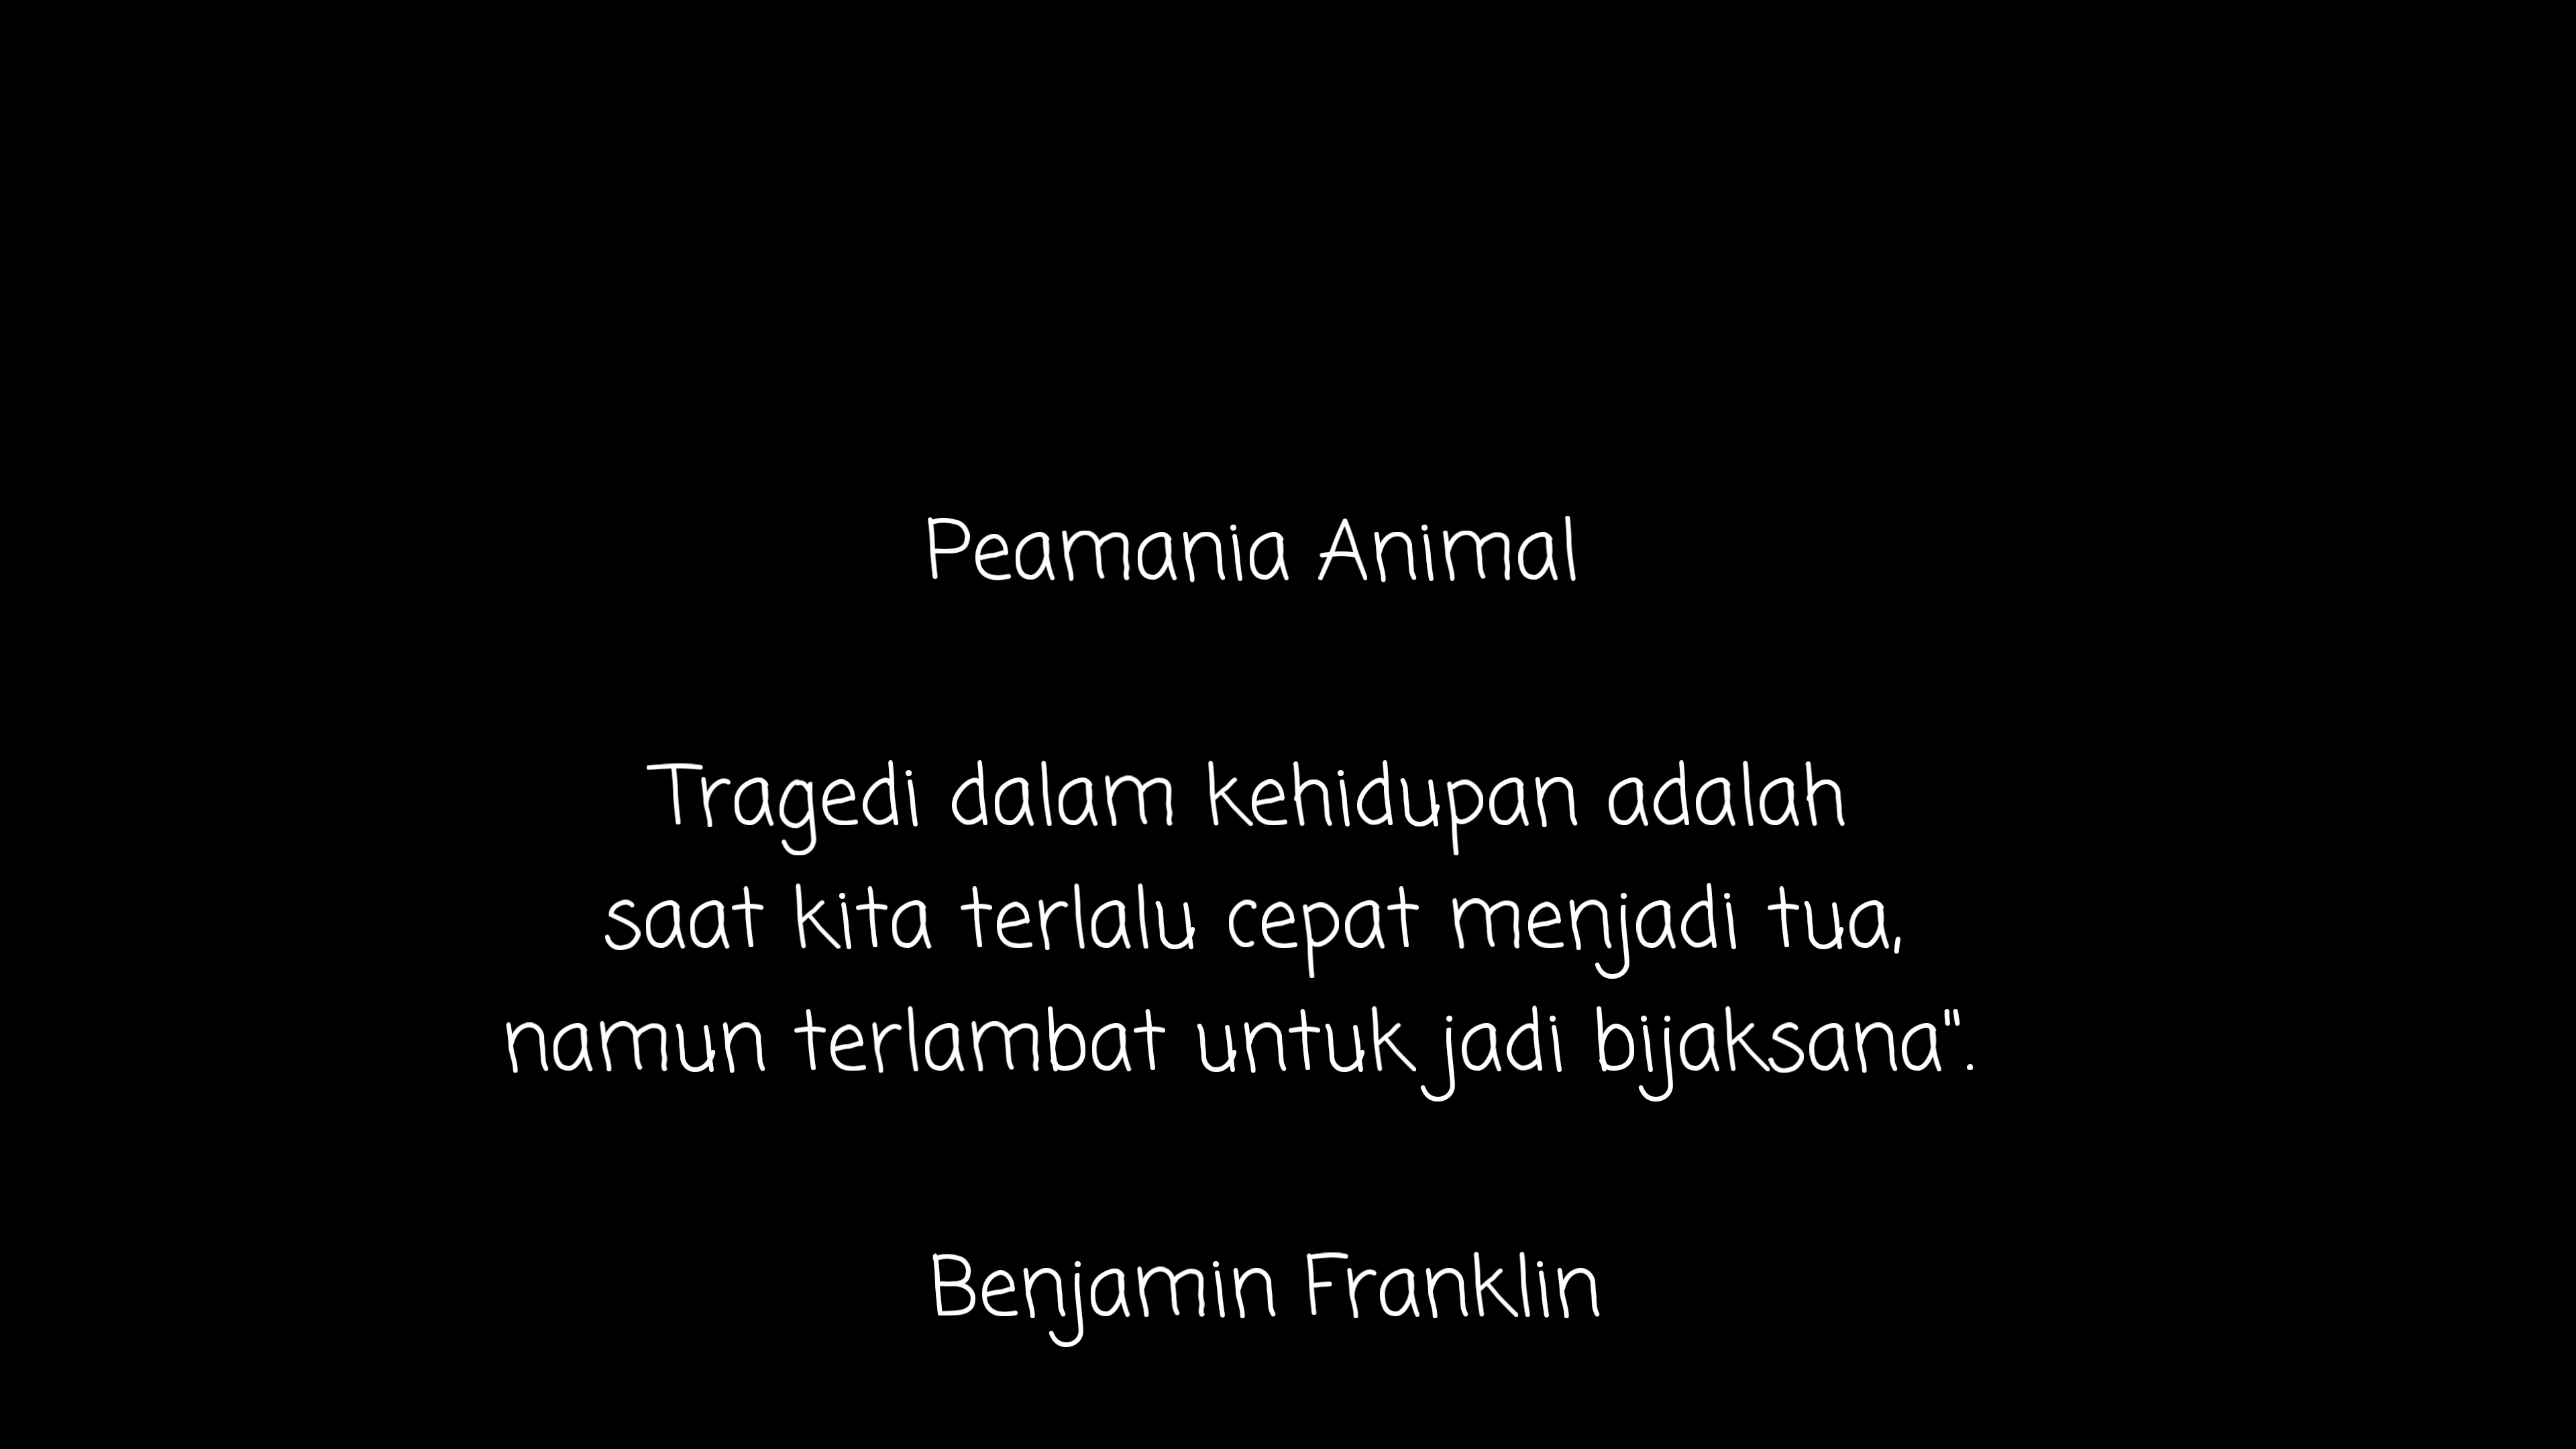 Peamania Animal
Tragedi dalam kehidupan adalah
saat kita terlalu cepat menjadi tua,
namun terlambat untuk jadi bijaksana".
Benjamin Franklin